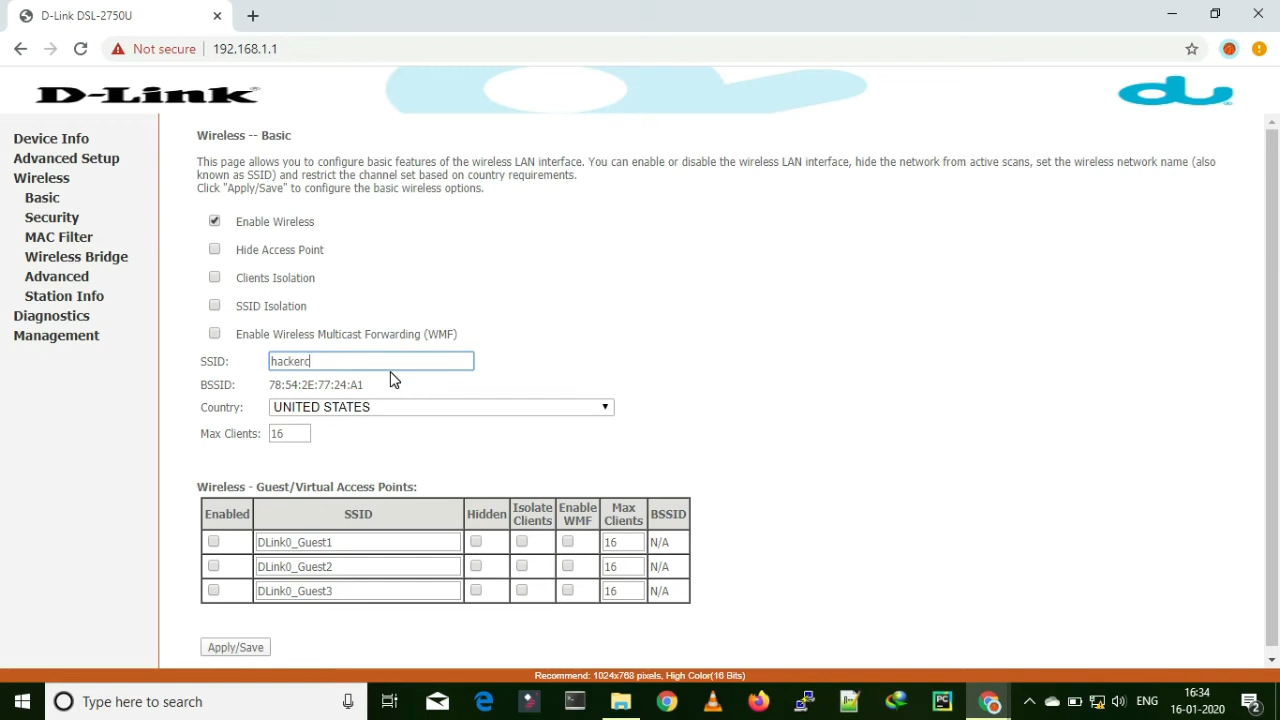 D-Link DSL-2750U
Not secure 192.168.1.1
D-Link
du
Device Info
Advanced Setup
Wireless
Basic
Security
MAC Filter
Wireless Bridge
Advanced
Station Info
Diagnostics
Management
Wireless -- Basic
This page allows you to configure basic features of the wireless LAN interface. You can enable or disable the wireless LAN interface, hide the network from active scans, set the wireless network name (also
known as SSID) and restrict the channel set based on country requirements.
Click "Apply/Save" to configure the basic wireless options.
Enable Wireless
Hide Access Point
Clients Isolation
SSID Isolation
Enable Wireless Multicast Forwarding (WMF)
SSID: hackerc
BSSID: 78:54:2E:77:24:A1
Country: UNITED STATES
Max Clients: 16
Wireless - Guest/Virtual Access Points:
Enabled SSID Hidden Isolate Clients Enable WMF Max Clients BSSID
DLink0_Guest1 16 N/A
DLink0_Guest2 16 N/A
DLink0_Guest3 16 N/A
Apply/Save
Recommend: 1024x768 pixels, High Color(16 Bits)
Type here to search
PC
ENG
16:34
16-01-2020
2